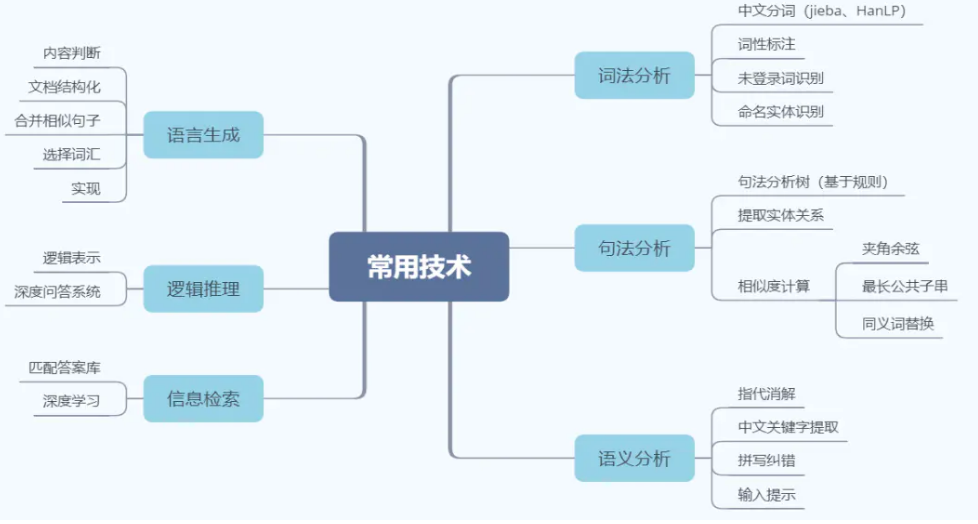 常用技术
词法分析
中文分词（jieba、HanLP）
词性标注
未登录词识别
命名实体识别
句法分析
句法分析树（基于规则）
提取实体关系
相似度计算
夹角余弦
最长公共子串
同义词替换
语义分析
指代消解
中文关键字提取
拼写纠错
输入提示
语言生成
内容判断
文档结构化
合并相似句子
选择词汇
实现
逻辑推理
逻辑表示
深度问答系统
信息检索
匹配答案库
深度学习